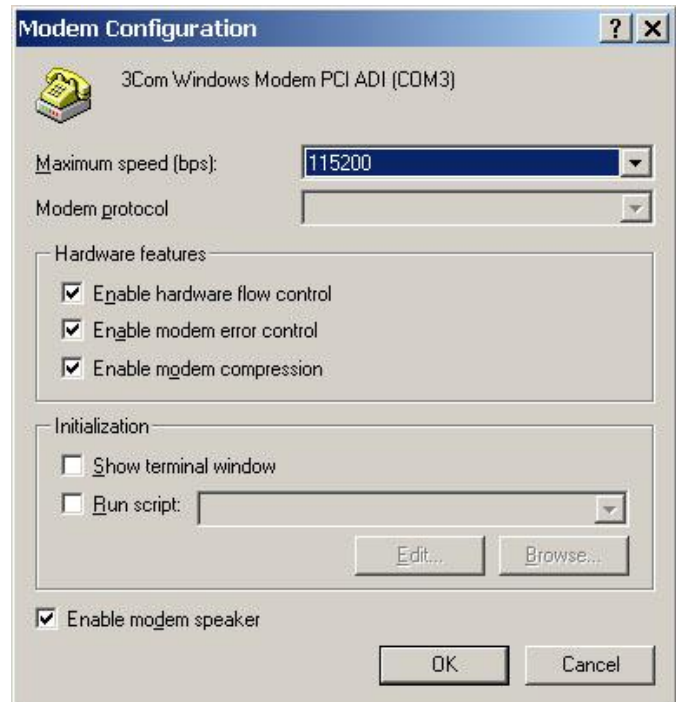 Modem Configuration
3Com Windows Modem PCI ADI (COM3)
Maximum speed (bps): 115200
Modem protocol
Hardware features
Enable hardware flow control
Enable modem error control
Enable modem compression
Initialization
Show terminal window
Run script:
Edit... Browse...
Enable modem speaker
OK Cancel